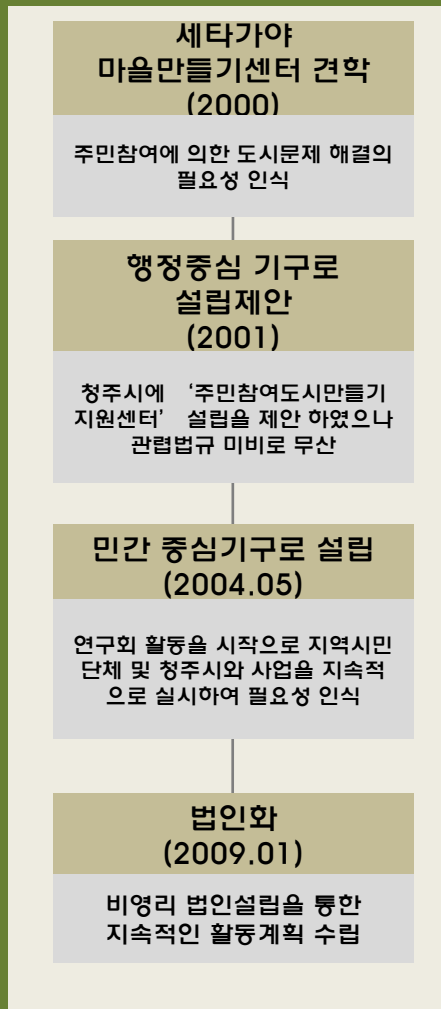 세타가야
마을만들기센터 견학
(2000)
주민참여에 의한 도시문제 해결의
필요성 인식
행정중심 기구로
설립제안
(2001)
청주시에 ‘주민참여도시만들기
지원센터’ 설립을 제안 하였으나
관렵법규 미비로 무산
민간 중심기구로 설립
(2004.05)
연구회 활동을 시작으로 지역시민
단체 및 청주시와 사업을 지속적
으로 실시하여 필요성 인식
법인화
(2009.01)
비영리 법인설립을 통한
지속적인 활동계획 수립